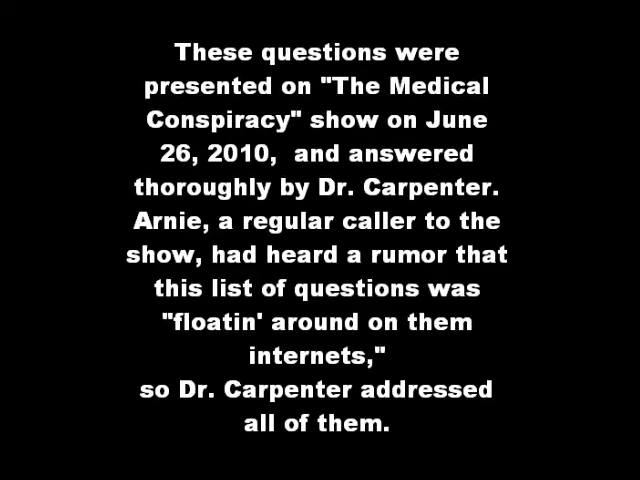 These questions were
presented on "The Medical
Conspiracy" show on June
26, 2010,  and answered
thoroughly by Dr. Carpenter.
Arnie, a regular caller to the
show, had heard a rumor that
this list of questions was
"floatin' around on them
internets,"
so Dr. Carpenter addressed
all of them.